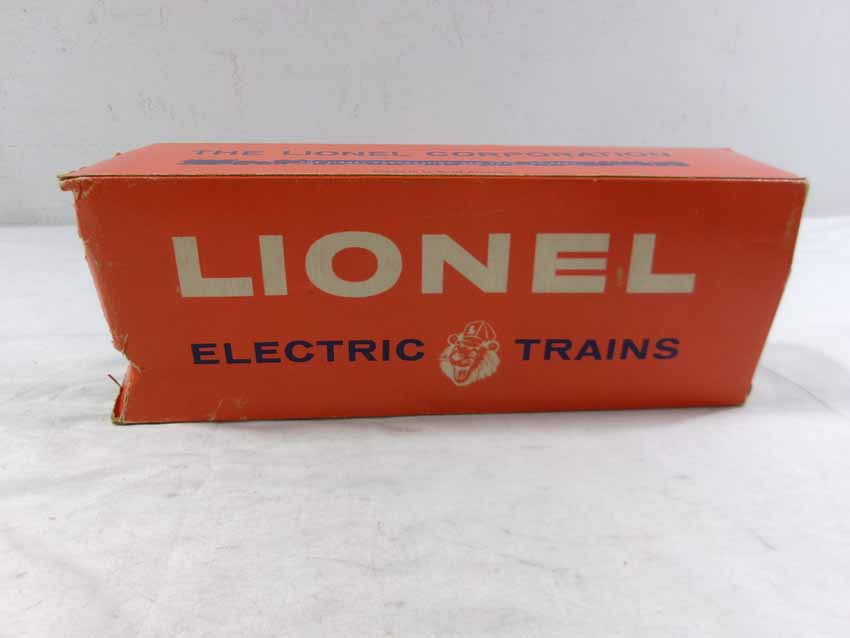 THE LIONEL CORPORATION
LIONEL
ELECTRIC TRAINS